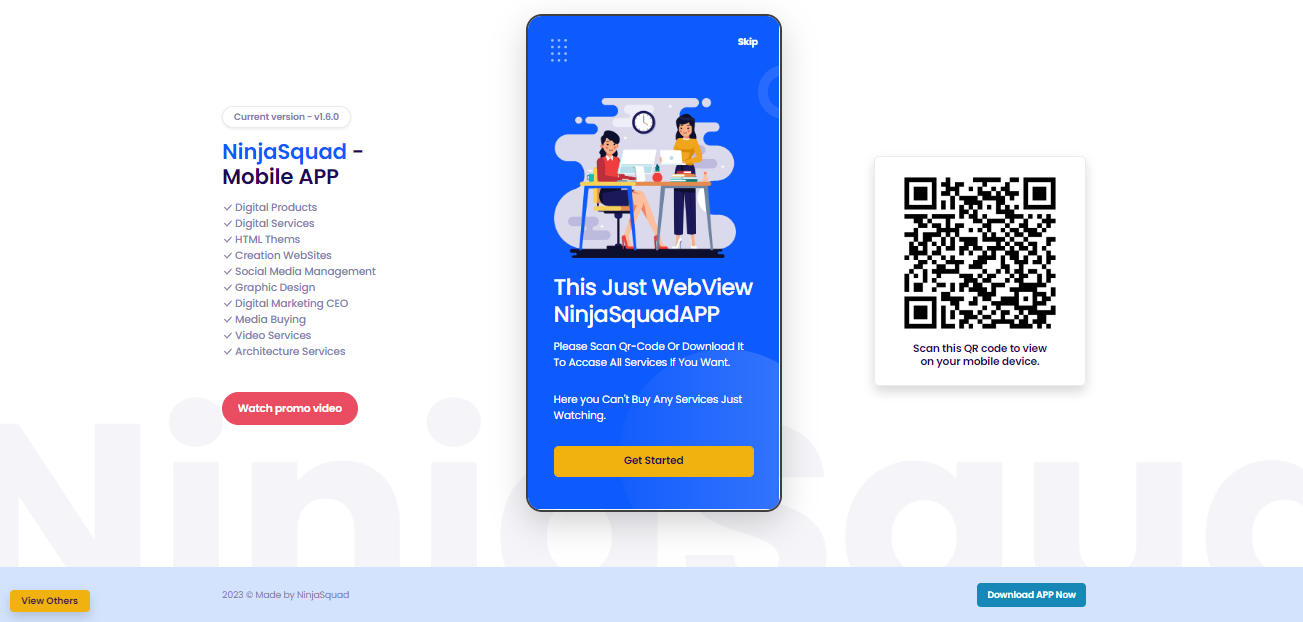 Current version - v1.6.0
NinjaSquad -
Mobile APP
Digital Products
Digital Services
HTML Thems
Creation WebSites
Social Media Management
Graphic Design
Digital Marketing CEO
Media Buying
Video Services
Architecture Services
Watch promo video
Skip
This Just WebView
NinjaSquadAPP
Please Scan Qr-Code Or Download It
To Accase All Services If You Want.
Here you Can't Buy Any Services Just
Watching.
Get Started
Scan this QR code to view
on your mobile device.
NinjaSquad
View Others
2023 © Made by NinjaSquad
Download APP Now